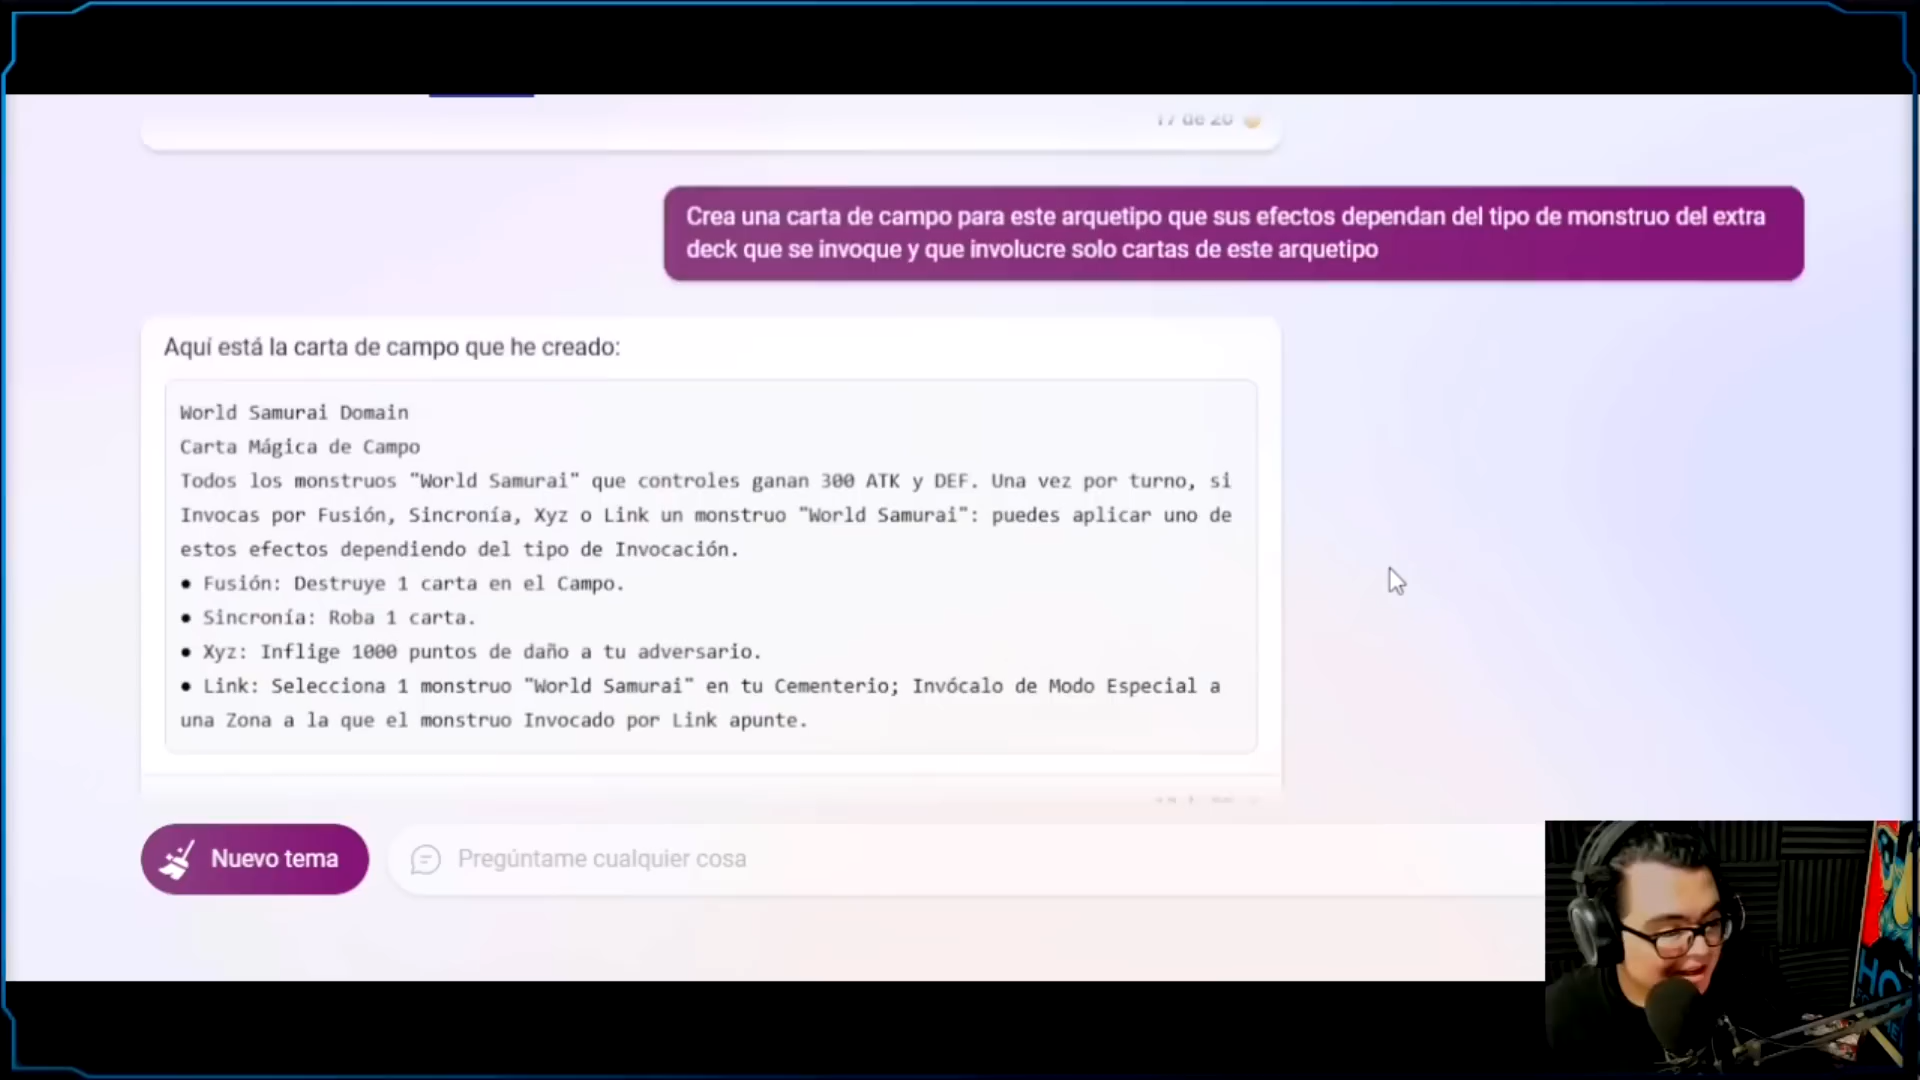 17 de 20
Crea una carta de campo para este arquetipo que sus efectos dependan del tipo de monstruo del extra
deck que se invoque y que involucre solo cartas de este arquetipo
Aquí está la carta de campo que he creado:
World Samurai Domain
Carta Mágica de Campo
Todos los monstruos "World Samurai" que controles ganan 300 ATK y DEF. Una vez por turno, si
Invocas por Fusión, Sincronía, Xyz o Link un monstruo "World Samurai": puedes aplicar uno de
estos efectos dependiendo del tipo de Invocación.
• Fusión: Destruye 1 carta en el Campo.
• Sincronía: Roba 1 carta.
• Xyz: Inflige 1000 puntos de daño a tu adversario.
• Link: Selecciona 1 monstruo "World Samurai" en tu Cementerio; Invócalo de Modo Especial a
una Zona a la que el monstruo Invocado por Link apunte.
Nuevo tema
Pregúntame cualquier cosa